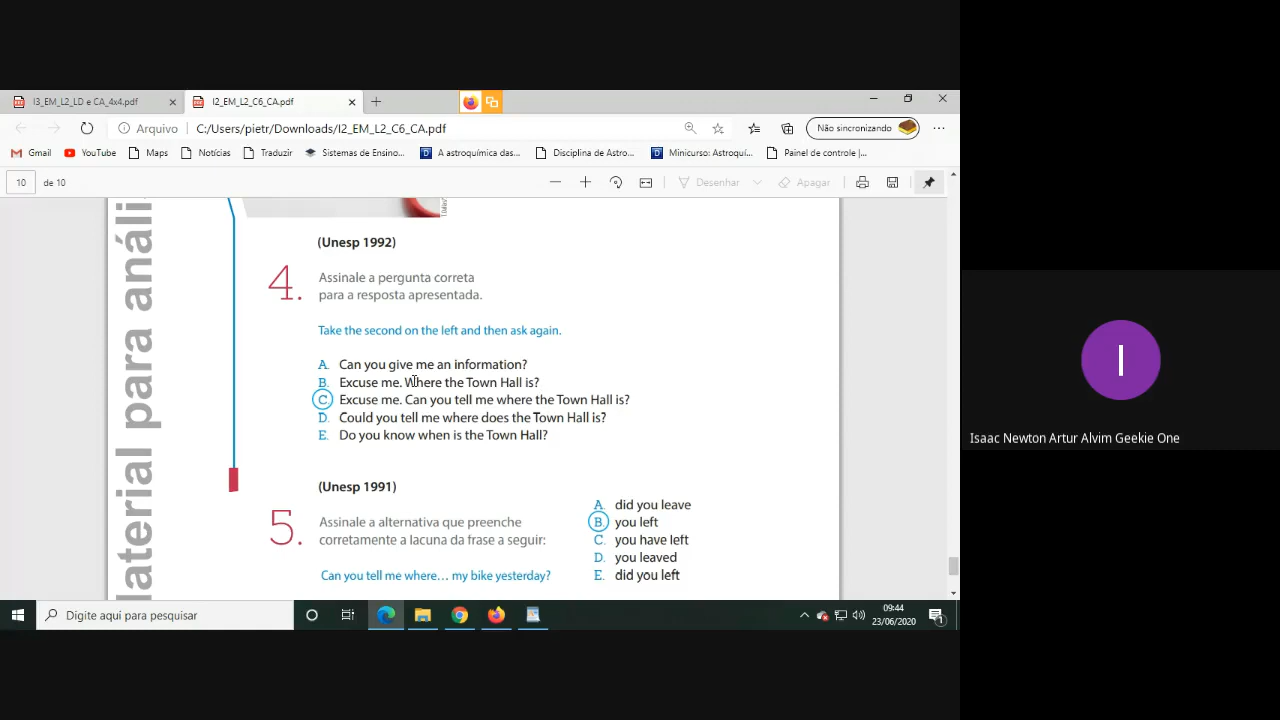 I3_EM_L2_LD e CA_4x4.pdf
I2_EM_L2_C6_CA.pdf
Arquivo
C:/Users/pietr/Downloads/I2_EM_L2_C6_CA.pdf
Não sincronizando
Gmail
YouTube
Maps
Notícias
Traduzir
Sistemas de Ensino...
A astroquímica das...
Disciplina de Astro...
Minicurso: Astroquí...
Painel de controle |...
10 de 10
Desenhar
Apagar
aterial para análi
(Unesp 1992)
4.
Assinale a pergunta correta
para a resposta apresentada.
Take the second on the left and then ask again.
A. Can you give me an information?
B. Excuse me. Where the Town Hall is?
C Excuse me. Can you tell me where the Town Hall is?
D. Could you tell me where does the Town Hall is?
E. Do you know when is the Town Hall?
(Unesp 1991)
5.
Assinale a alternativa que preenche
corretamente a lacuna da frase a seguir:
Can you tell me where... my bike yesterday?
A. did you leave
B. you left
C. you have left
D. you leaved
E. did you left
I
Isaac Newton Artur Alvim Geekie One
Digite aqui para pesquisar
09:44
23/06/2020
1